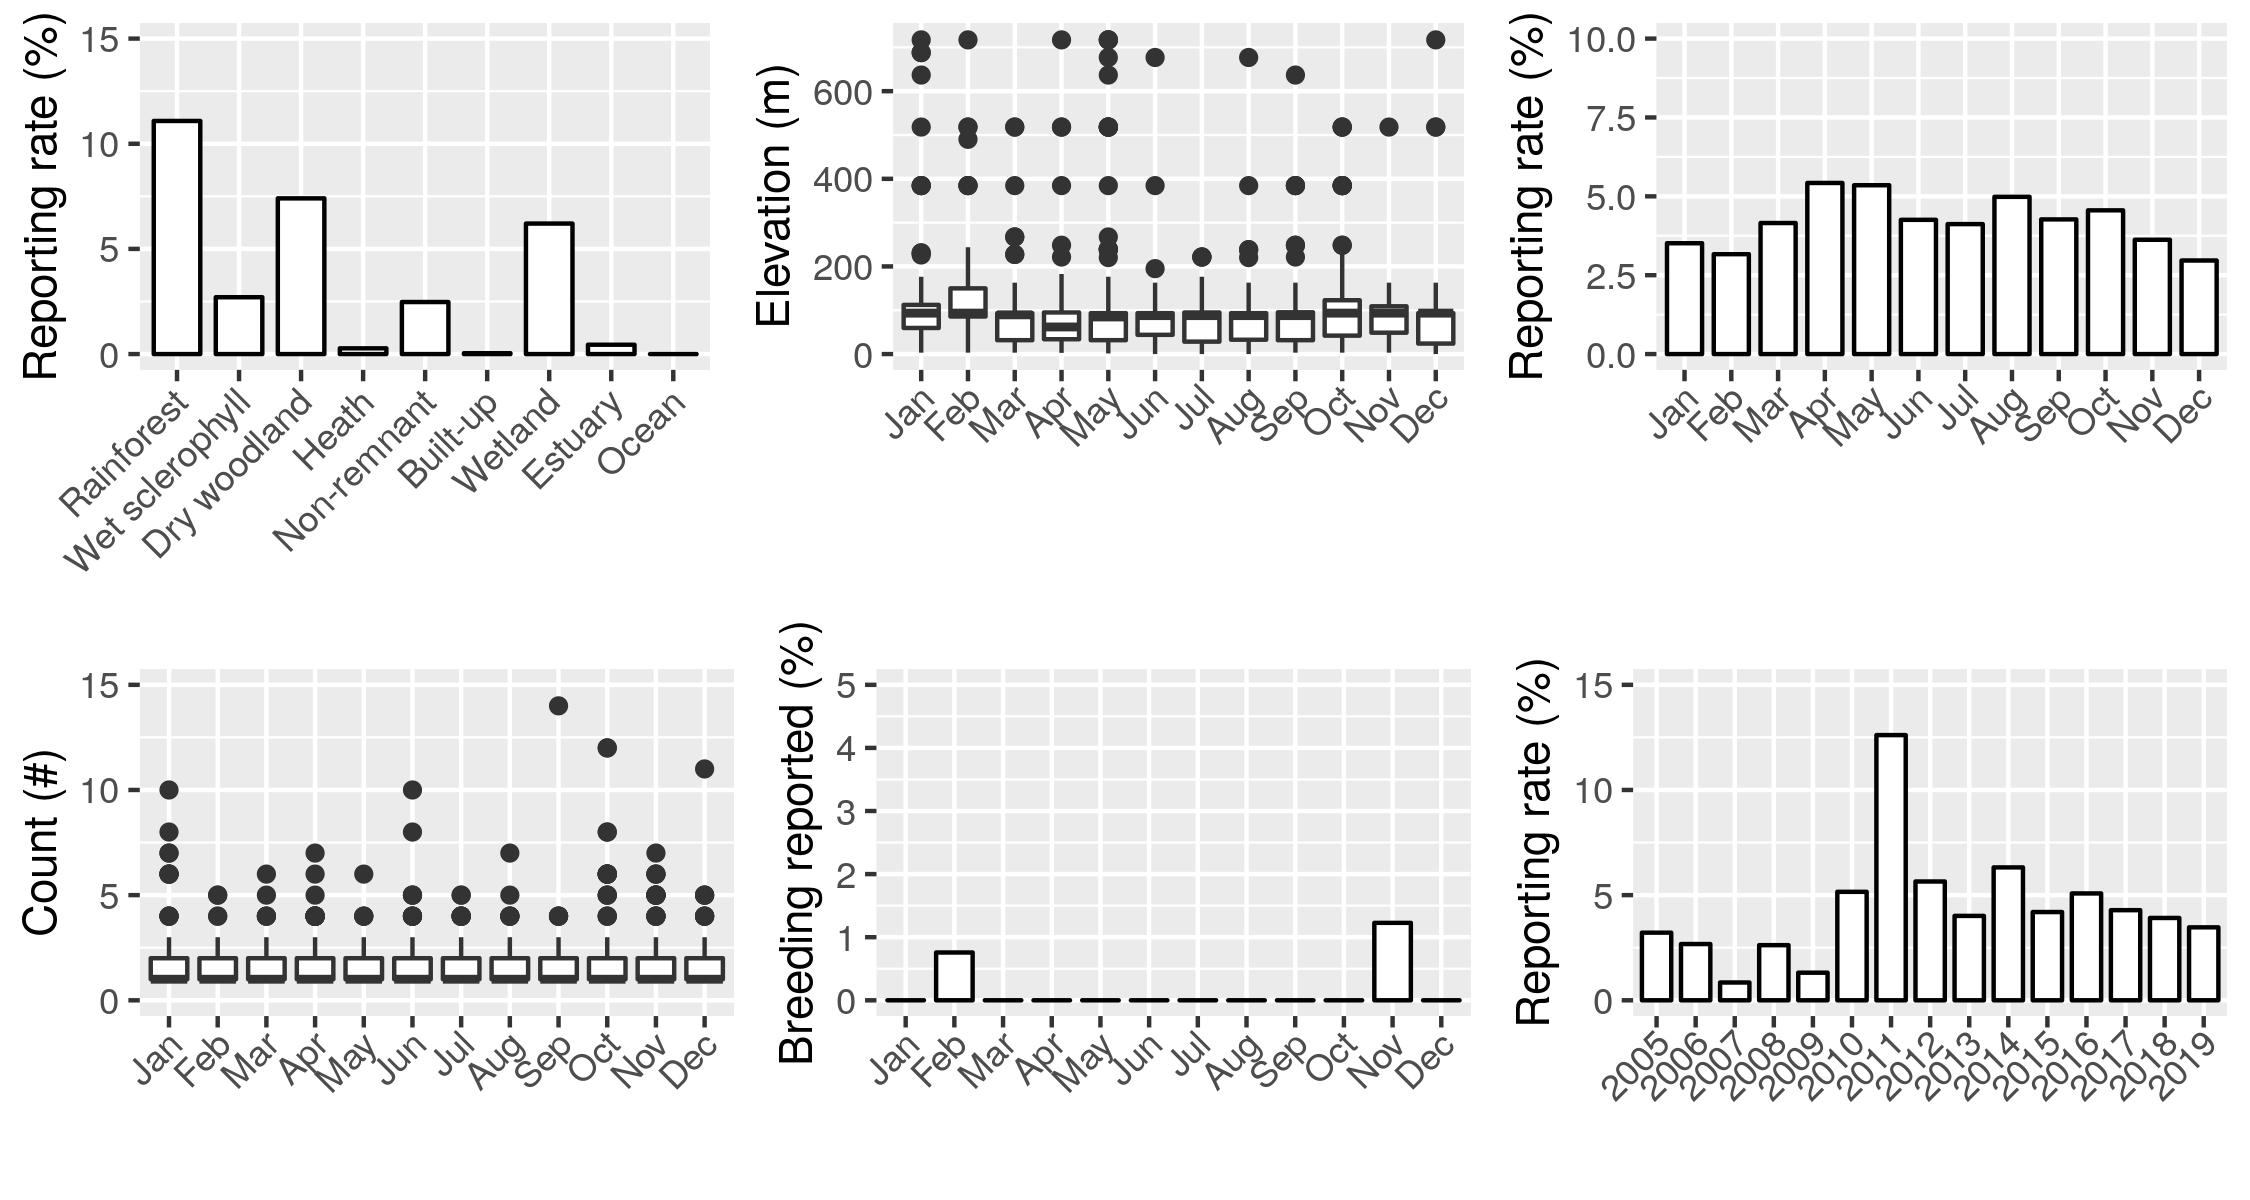 Reporting rate (%)
15
10
5
0
Rainforest
Wet sclerophyll
Dry woodland
Heath
Non-remnant
Built-up
Wetland
Estuary
Ocean
Elevation (m)
600
400
200
0
Jan
Feb
Mar
Apr
May
Jun
Jul
Aug
Sep
Oct
Nov
Dec
Reporting rate (%)
10.0
7.5
5.0
2.5
0.0
Jan
Feb
Mar
Apr
May
Jun
Jul
Aug
Sep
Oct
Nov
Dec
Count (#)
15
10
5
0
Jan
Feb
Mar
Apr
May
Jun
Jul
Aug
Sep
Oct
Nov
Dec
Breeding reported (%)
5
4
3
2
1
0
Jan
Feb
Mar
Apr
May
Jun
Jul
Aug
Sep
Oct
Nov
Dec
Reporting rate (%)
15
10
5
0
2005
2006
2007
2008
2009
2010
2011
2012
2013
2014
2015
2016
2017
2018
2019